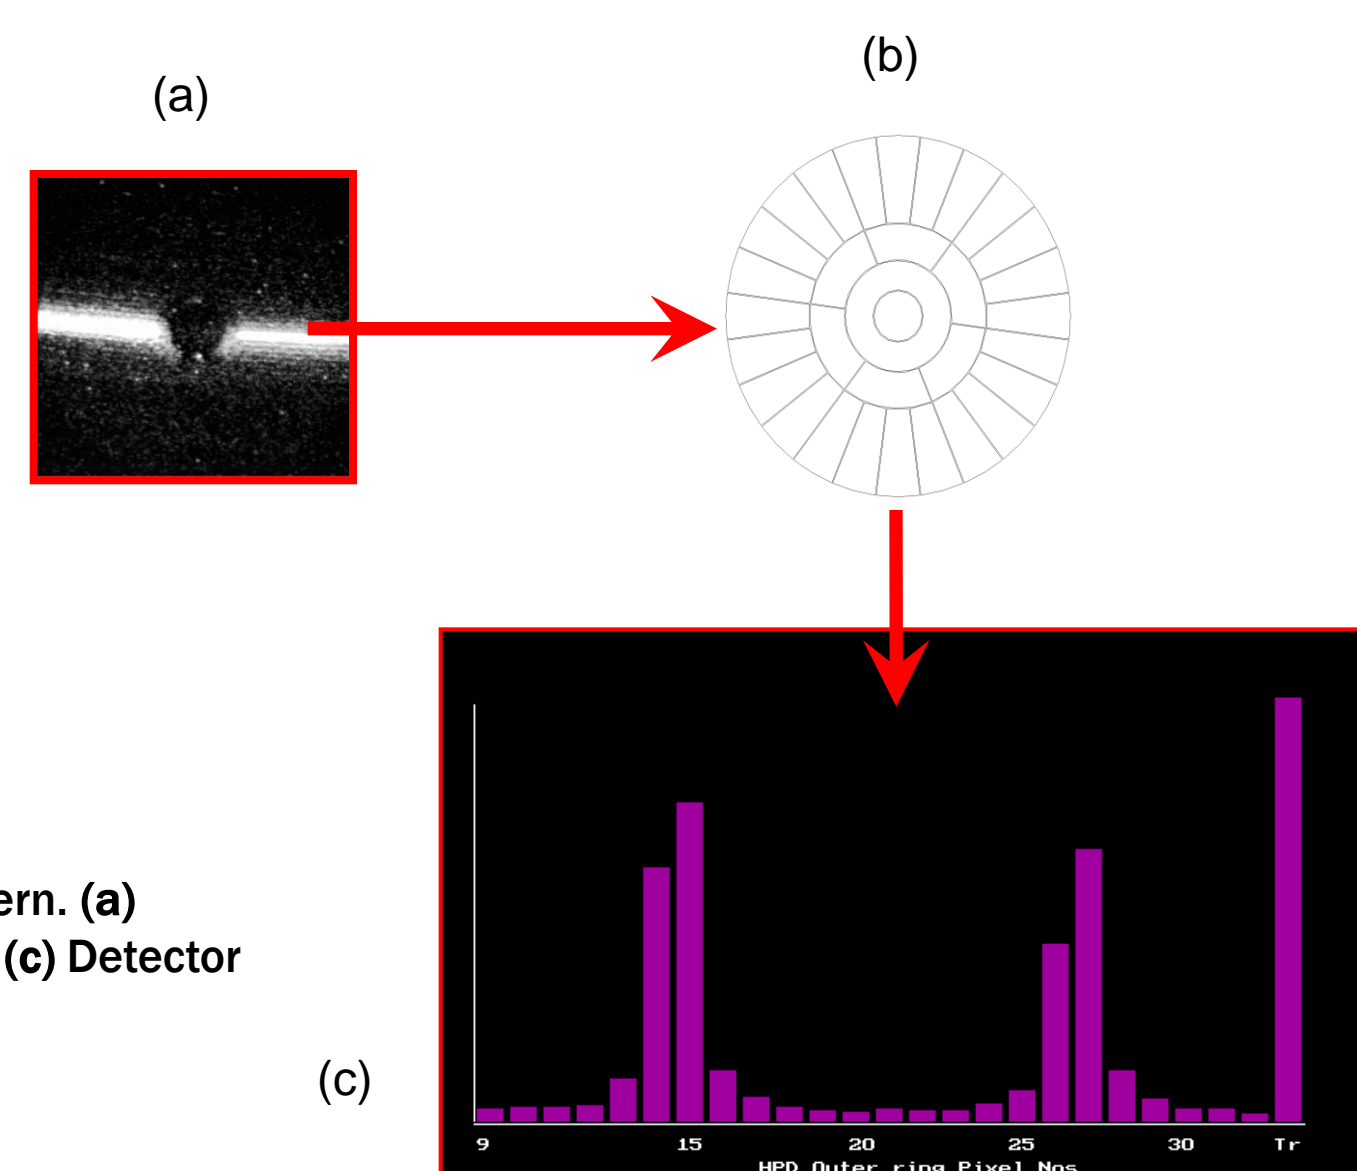 (b)
(a)
ern. (a)
(c) Detector
(c)
9 15 20 25 30 Tr
HPD Outer ring Pixel Nos